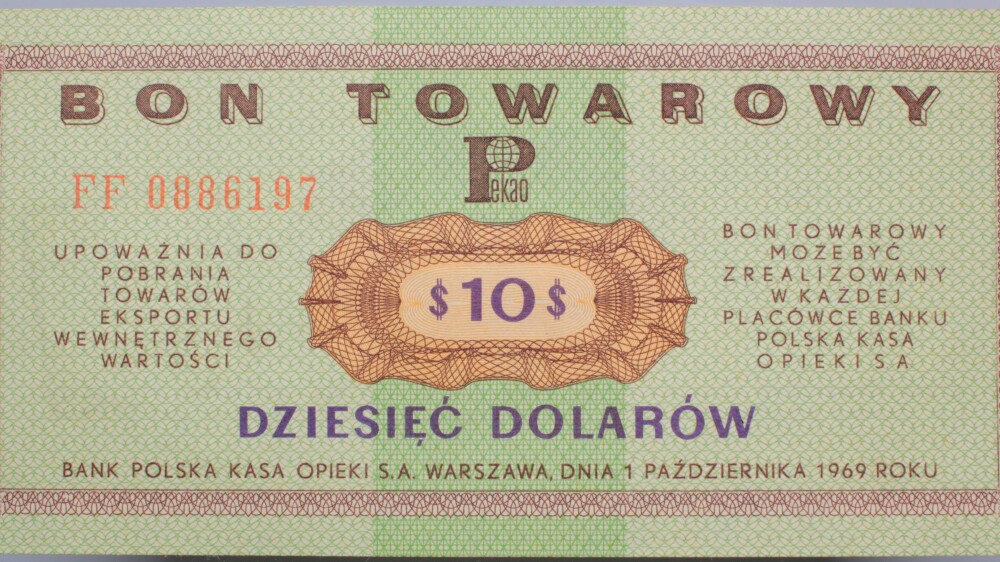 BON TOWAROWY
Pekao
FF 0886197
UPOWAŻNIA DO
POBRANIA
TOWARÓW
EKSPORTU
WEWNĘTRZNEGO
WARTOŚCI
$10$
BON TOWAROWY
MOŻE BYĆ
ZREALIZOWANY
W KAŻDEJ
PLACÓWCE BANKU
POLSKA KASA
OPIEKI S A
DZIESIĘĆ DOLARÓW
BANK POLSKA KASA OPIEKI S.A. WARSZAWA, DNIA 1 PAŹDZIERNIKA 1969 ROKU